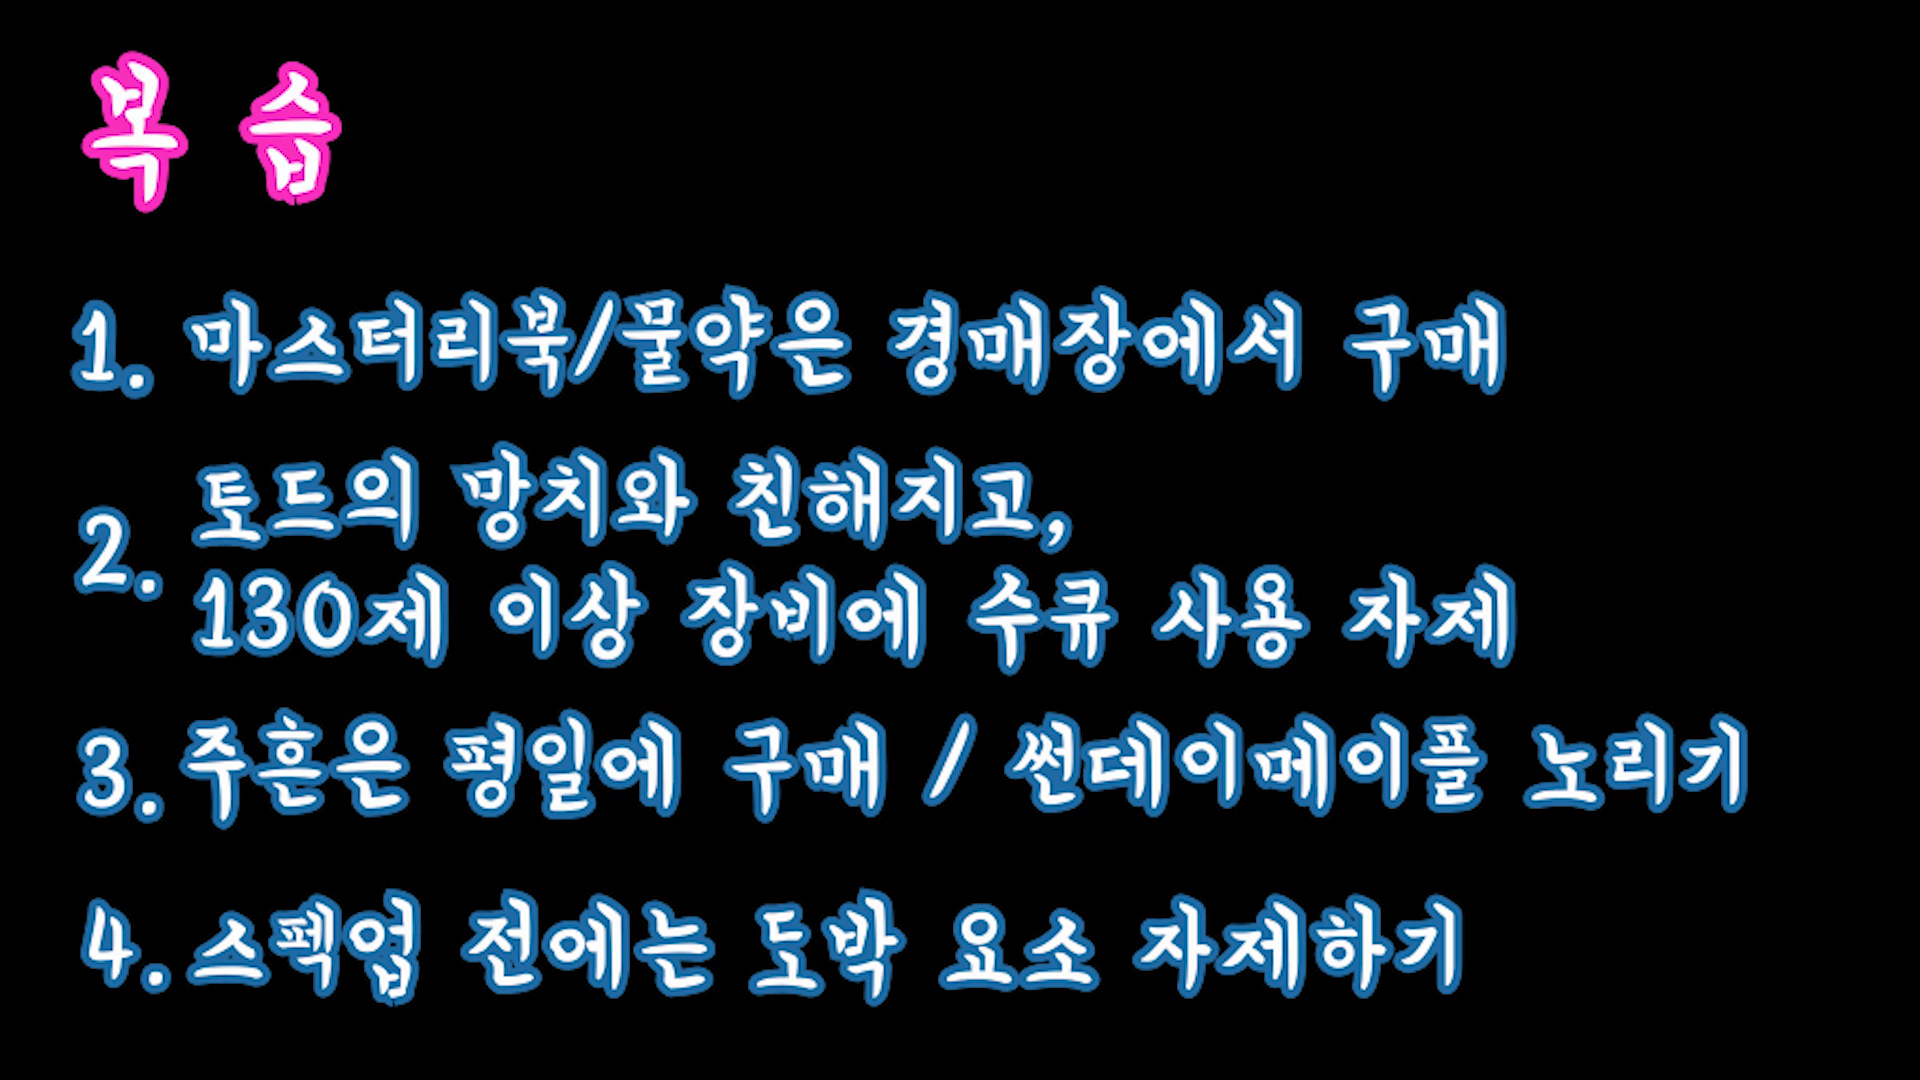 복 습
1. 마스터리북/물약은 경매장에서 구매
2. 토드의 망치와 친해지고,
130제 이상 장비에 수큐 사용 자제
3. 주흔은 평일에 구매 / 썬데이메이플 노리기
4. 스펙업 전에는 도박 요소 자제하기